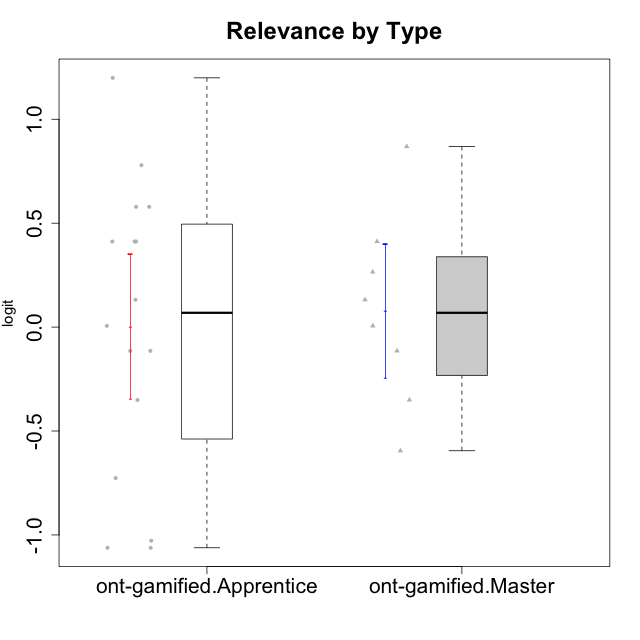 Relevance by Type
1.0
0.5
0.0
-0.5
-1.0
logit
ont-gamified.Apprentice
ont-gamified.Master